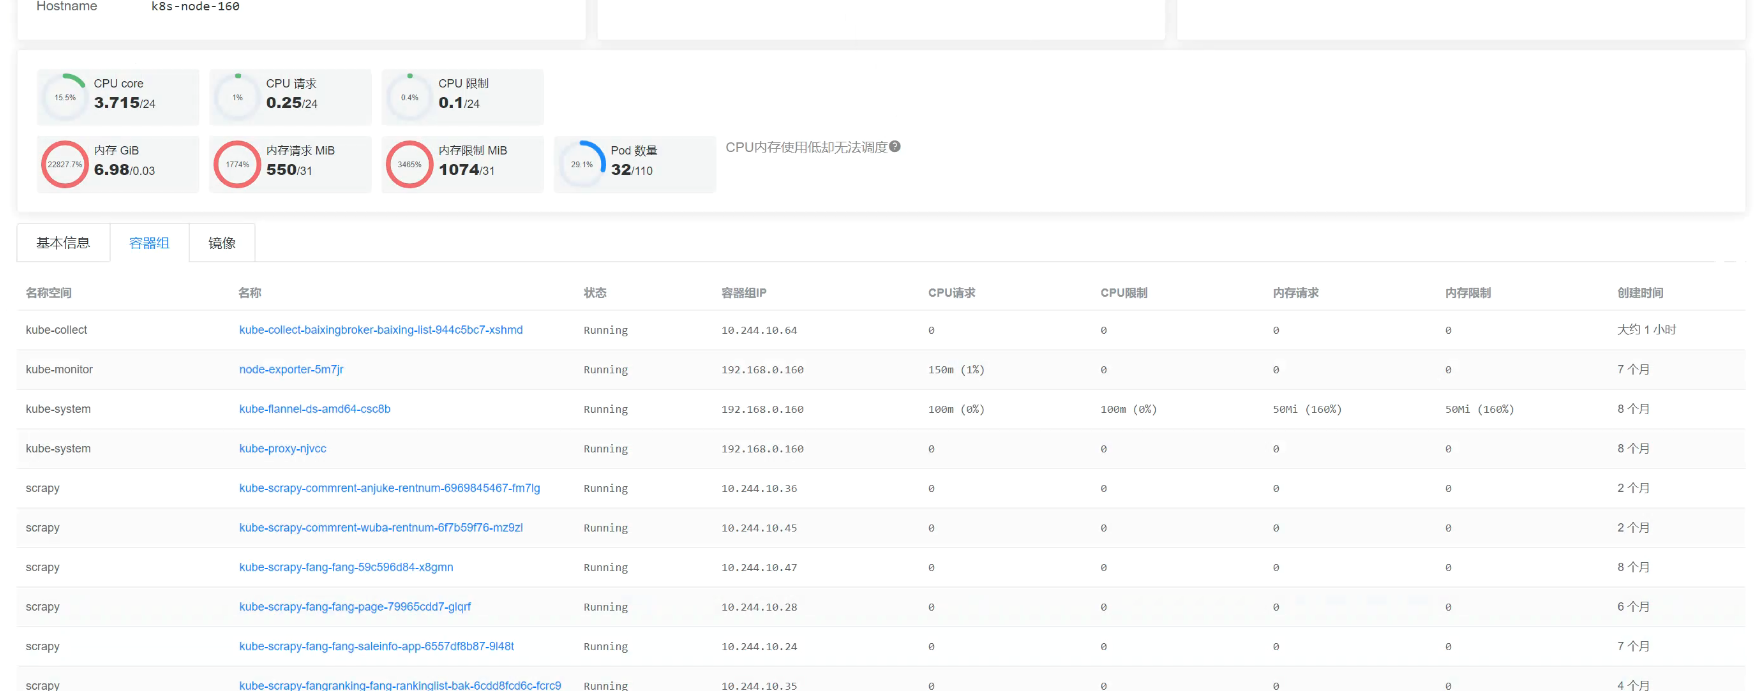 Hostname k8s-node-160
15.5% CPU core 3.715/24
1% CPU 请求 0.25/24
0.4% CPU 限制 0.1/24
22827.7% 内存 GiB 6.98/0.03
1774% 内存请求 MiB 550/31
3465% 内存限制 MiB 1074/31
29.1% Pod 数量 32/110
CPU内存使用低却无法调度?
基本信息 容器组 镜像
名称空间 名称 状态 容器组IP CPU请求 CPU限制 内存请求 内存限制 创建时间
kube-collect kube-collect-baixingbroker-baixing-list-944c5bc7-xshmd Running 10.244.10.64 0 0 0 0 大约 1 小时
kube-monitor node-exporter-5m7jr Running 192.168.0.160 150m (1%) 0 0 0 7 个月
kube-system kube-flannel-ds-amd64-csc8b Running 192.168.0.160 100m (0%) 100m (0%) 50Mi (160%) 50Mi (160%) 8 个月
kube-system kube-proxy-njvcc Running 192.168.0.160 0 0 0 0 8 个月
scrapy kube-scrapy-commrent-anjuke-rentnum-6969845467-fm7lg Running 10.244.10.36 0 0 0 0 2 个月
scrapy kube-scrapy-commrent-wuba-rentnum-6f7b59f76-mz9zl Running 10.244.10.45 0 0 0 0 2 个月
scrapy kube-scrapy-fang-fang-59c596d84-x8gmn Running 10.244.10.47 0 0 0 0 8 个月
scrapy kube-scrapy-fang-fang-page-79965cdd7-glqrf Running 10.244.10.28 0 0 0 0 6 个月
scrapy kube-scrapy-fang-fang-saleinfo-app-6557df8b87-9l48t Running 10.244.10.24 0 0 0 0 7 个月
scrapy kube-scrapy-fangranking-fang-rankinglist-bak-6cdd8fcd6c-fcrc9 Running 10.244.10.35 0 0 0 0 4 个月